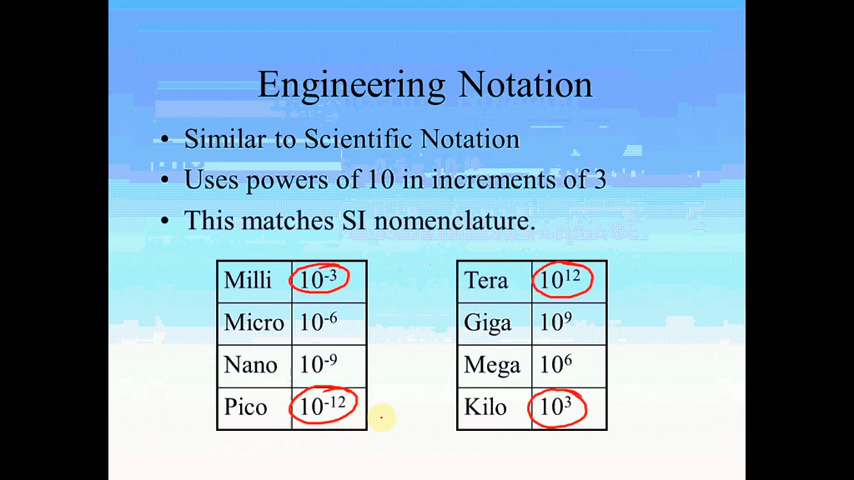 Engineering Notation
• Similar to Scientific Notation
• Uses powers of 10 in increments of 3
• This matches SI nomenclature.
Milli 10⁻³
Micro 10⁻⁶
Nano 10⁻⁹
Pico 10⁻¹²
Tera 10¹²
Giga 10⁹
Mega 10⁶
Kilo 10³